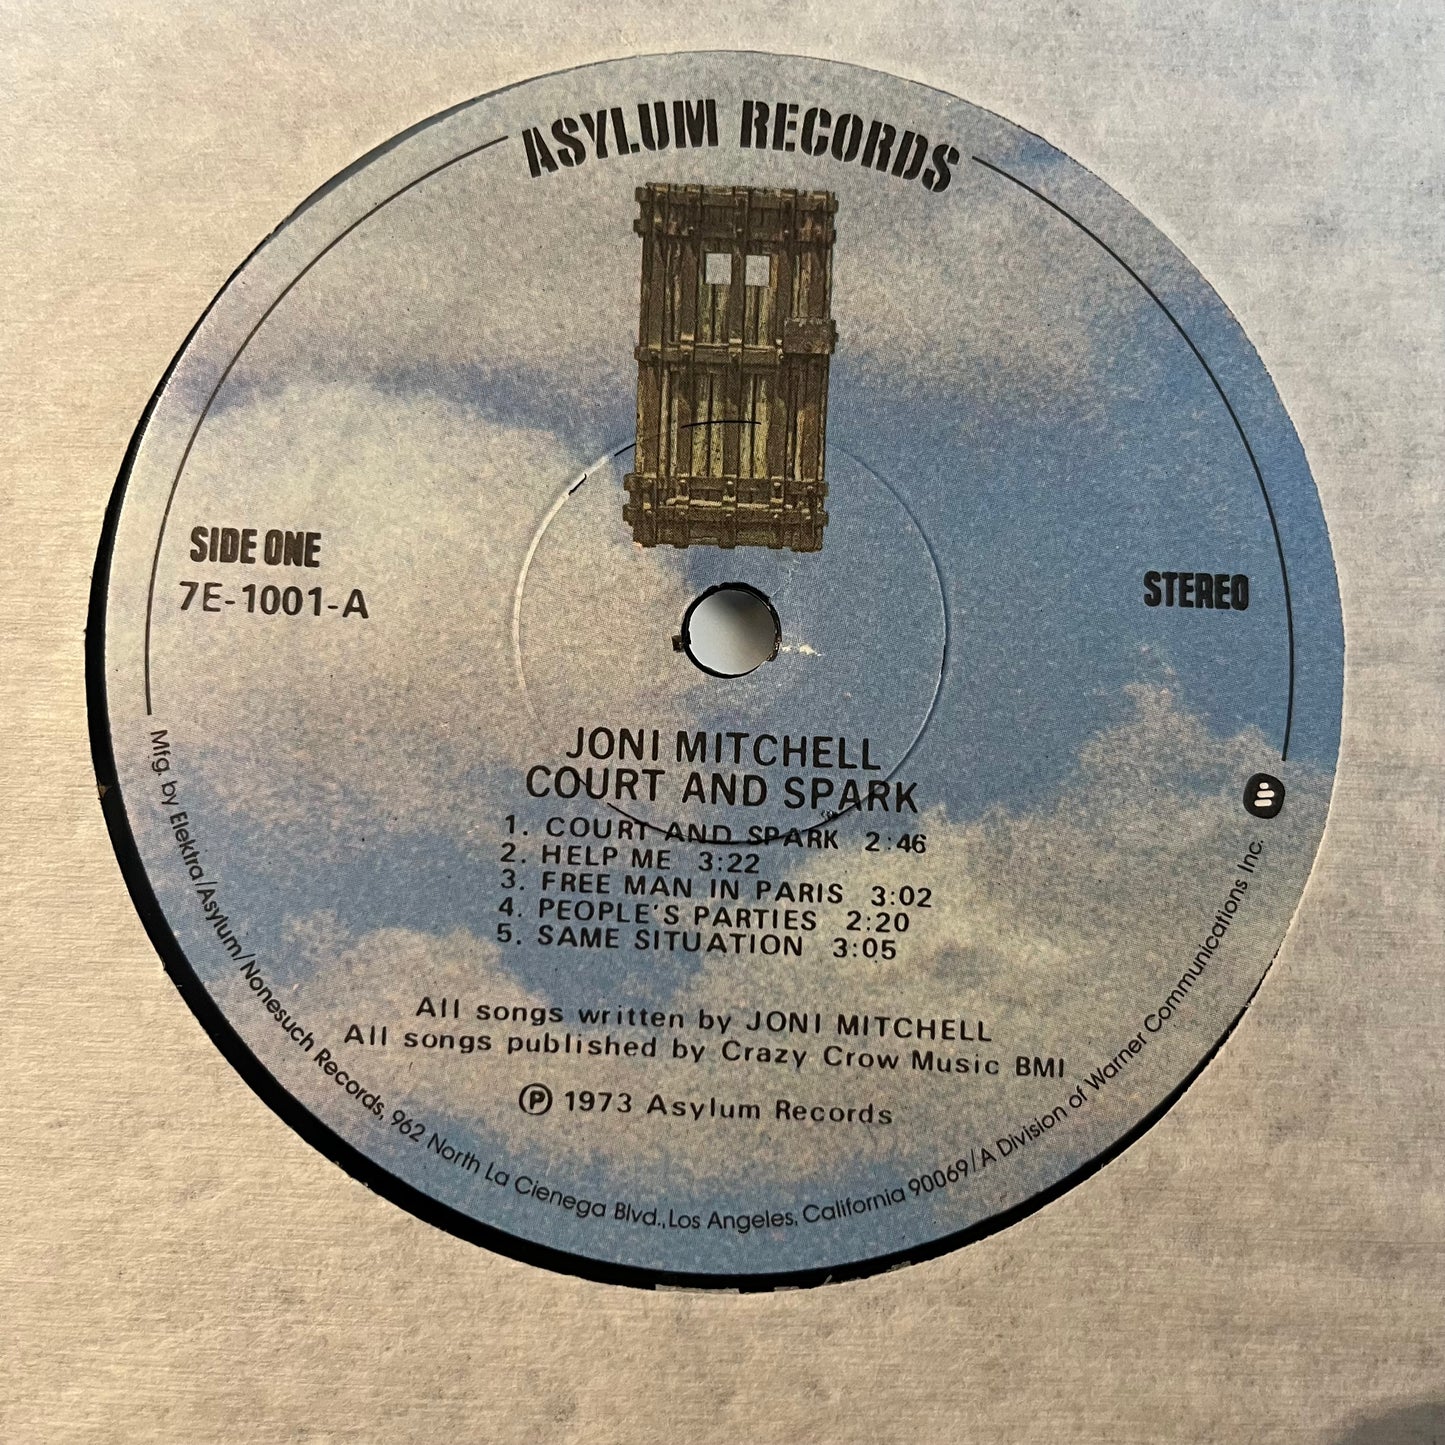 ASYLUM RECORDS
SIDE ONE
7E-1001-A
STEREO
JONI MITCHELL
COURT AND SPARK
1. COURT AND SPARK 2:46
2. HELP ME 3:22
3. FREE MAN IN PARIS 3:02
4. PEOPLE'S PARTIES 2:20
5. SAME SITUATION 3:05
All songs written by JONI MITCHELL
All songs published by Crazy Crow Music BMI
℗ 1973 Asylum Records
Mfg. by Elektra/Asylum/Nonesuch Records, 962 North La Cienega Blvd., Los Angeles, California 90069/A Division of Warner Communications Inc.